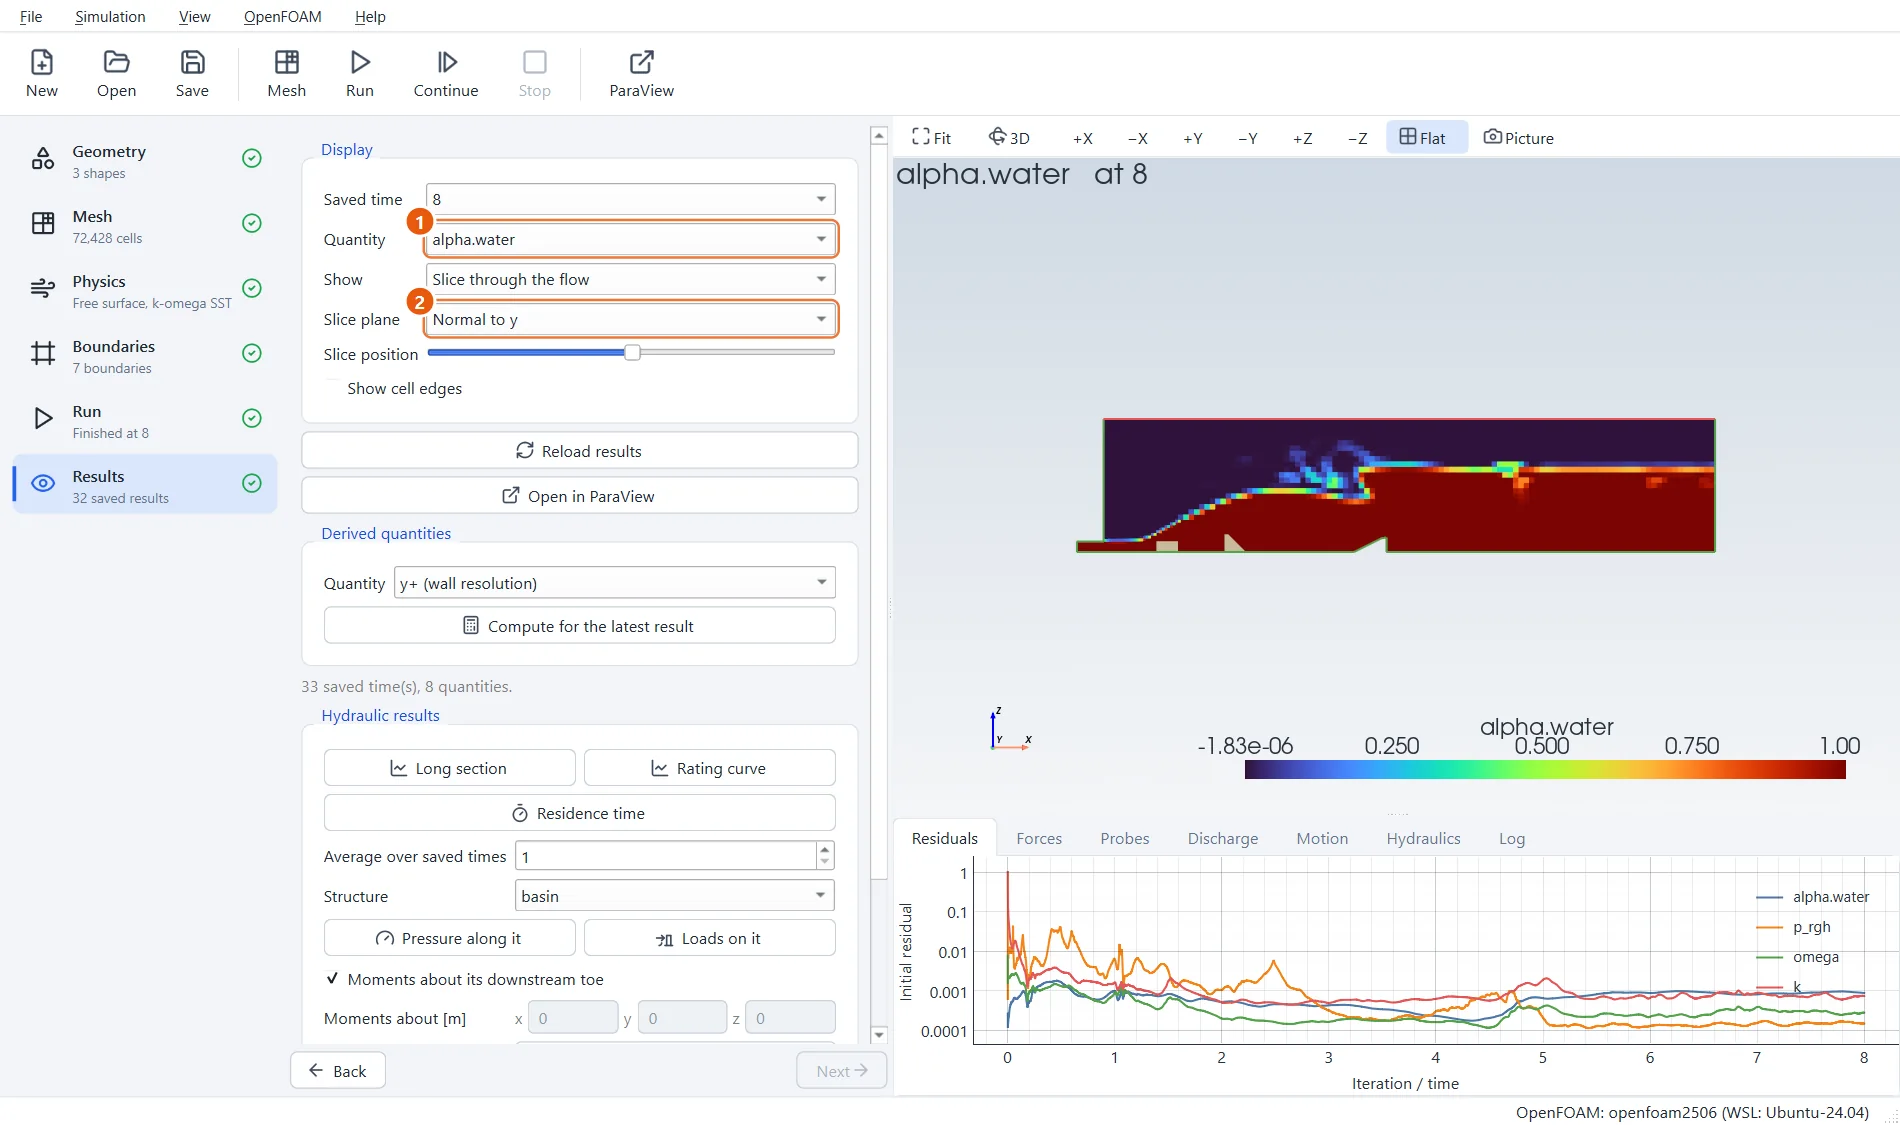 File Simulation View OpenFOAM Help
New Open Save Mesh Run Continue Stop ParaView
Geometry
3 shapes
Mesh
72,428 cells
Physics
Free surface, k-omega SST
Boundaries
7 boundaries
Run
Finished at 8
Results
32 saved results
Display
Saved time 8
1
Quantity alpha.water
Show Slice through the flow
2
Slice plane Normal to y
Slice position
Show cell edges
Reload results
Open in ParaView
Derived quantities
Quantity y+ (wall resolution)
Compute for the latest result
33 saved time(s), 8 quantities.
Hydraulic results
Long section Rating curve
Residence time
Average over saved times 1
Structure basin
Pressure along it Loads on it
Moments about its downstream toe
Moments about [m] x 0 y 0 z 0
Back Next
Fit 3D +X −X +Y −Y +Z −Z Flat Picture
alpha.water at 8
Z
Y X
alpha.water
-1.83e-06 0.250 0.500 0.750 1.00
Residuals Forces Probes Discharge Motion Hydraulics Log
Initial residual
1
0.1
0.01
0.001
0.0001
alpha.water
p_rgh
omega
k
0 1 2 3 4 5 6 7 8
Iteration / time
OpenFOAM: openfoam2506 (WSL: Ubuntu-24.04)